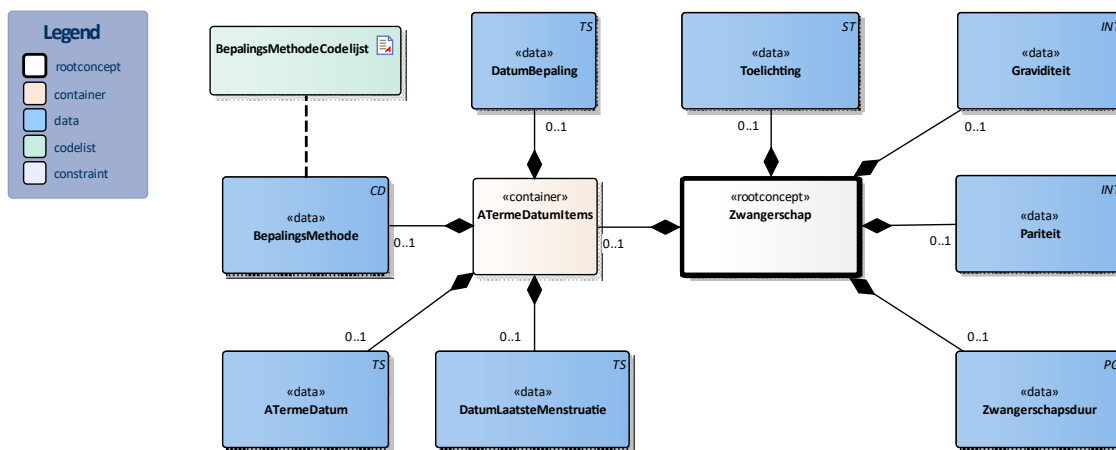 Legend
rootconcept
container
data
codelist
constraint
BepalingsMethodeCodelijst
TS
«data»
DatumBepaling
0..1
ST
«data»
Toelichting
0..1
INT
«data»
Graviditeit
0..1
CD
«data»
BepalingsMethode
0..1
«container»
ATermeDatumItems
0..1
«rootconcept»
Zwangerschap
INT
«data»
Pariteit
0..1
0..1
TS
«data»
ATermeDatum
0..1
TS
«data»
DatumLaatsteMenstruatie
0..1
«data»
Zwangerschapsduur